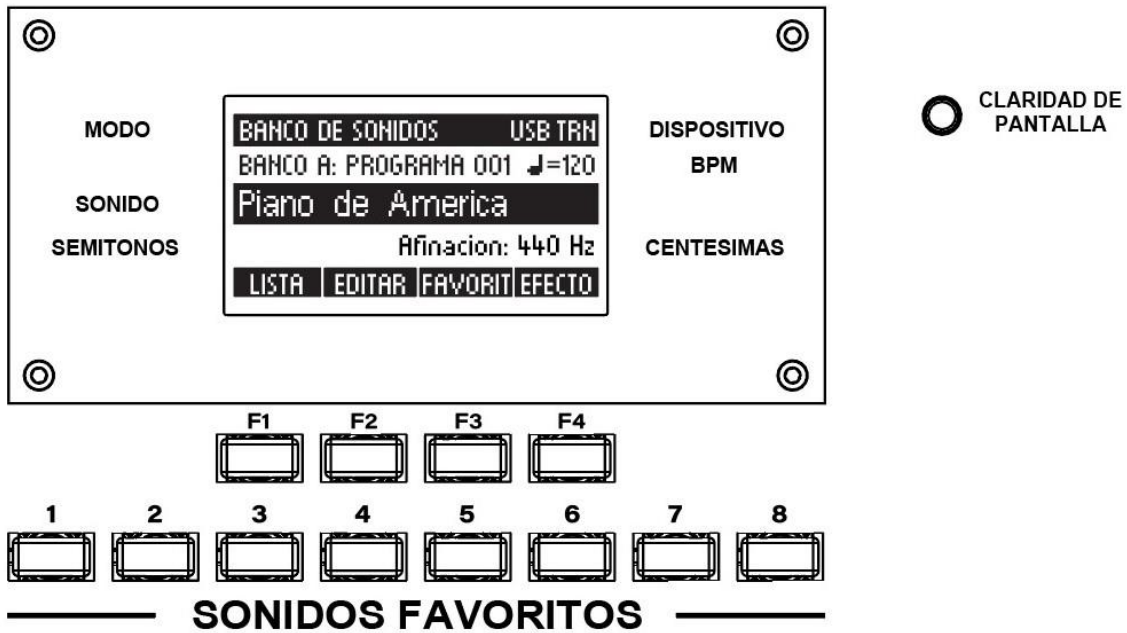 MODO
SONIDO
SEMITONOS
BANCO DE SONIDOS USB TRN
BANCO A: PROGRAMA 001 ♩=120
Piano de America
Afinacion: 440 Hz
LISTA EDITAR FAVORIT EFECTO
DISPOSITIVO
BPM
CENTESIMAS
CLARIDAD DE
PANTALLA
F1 F2 F3 F4
1 2 3 4 5 6 7 8
SONIDOS FAVORITOS